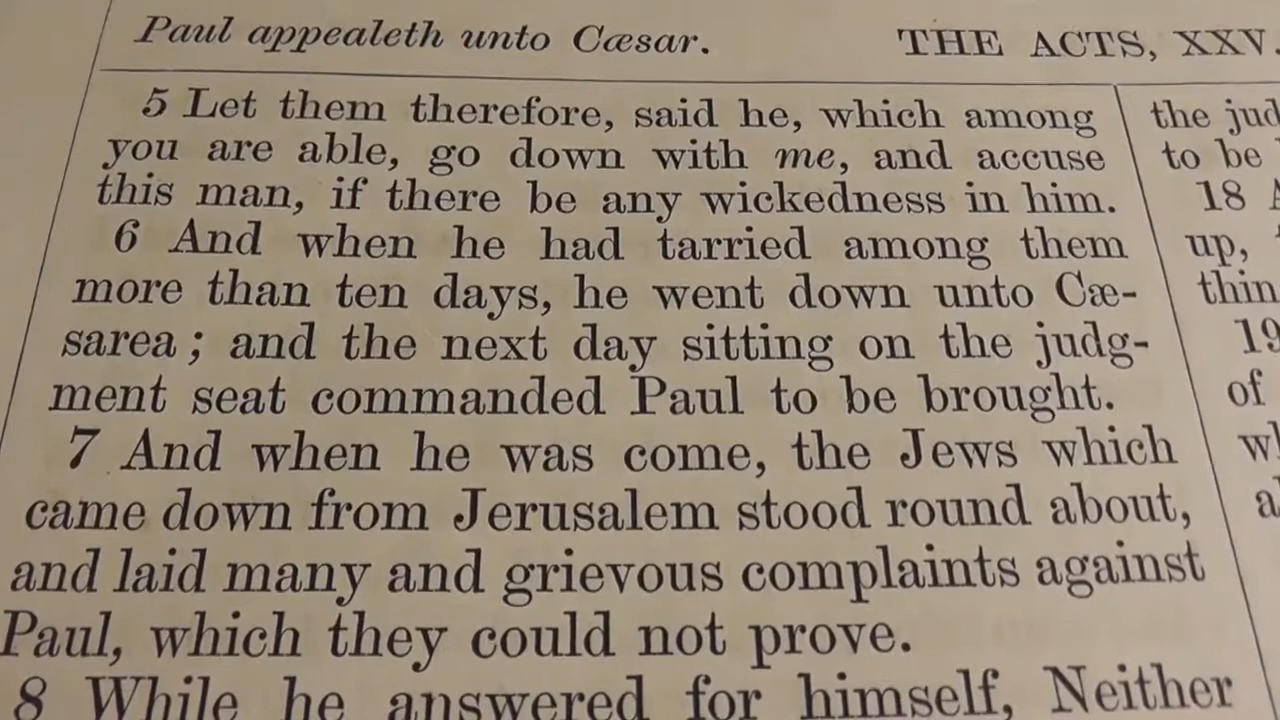 Paul appealeth unto Cæsar.
THE ACTS, XXV.
5 Let them therefore, said he, which among
you are able, go down with me, and accuse
this man, if there be any wickedness in him.
6 And when he had tarried among them
more than ten days, he went down unto Cæ-
sarea; and the next day sitting on the judg-
ment seat commanded Paul to be brought.
7 And when he was come, the Jews which
came down from Jerusalem stood round about,
and laid many and grievous complaints against
Paul, which they could not prove.
8 While he answered for himself, Neither
the
to be
18
up,
19
of